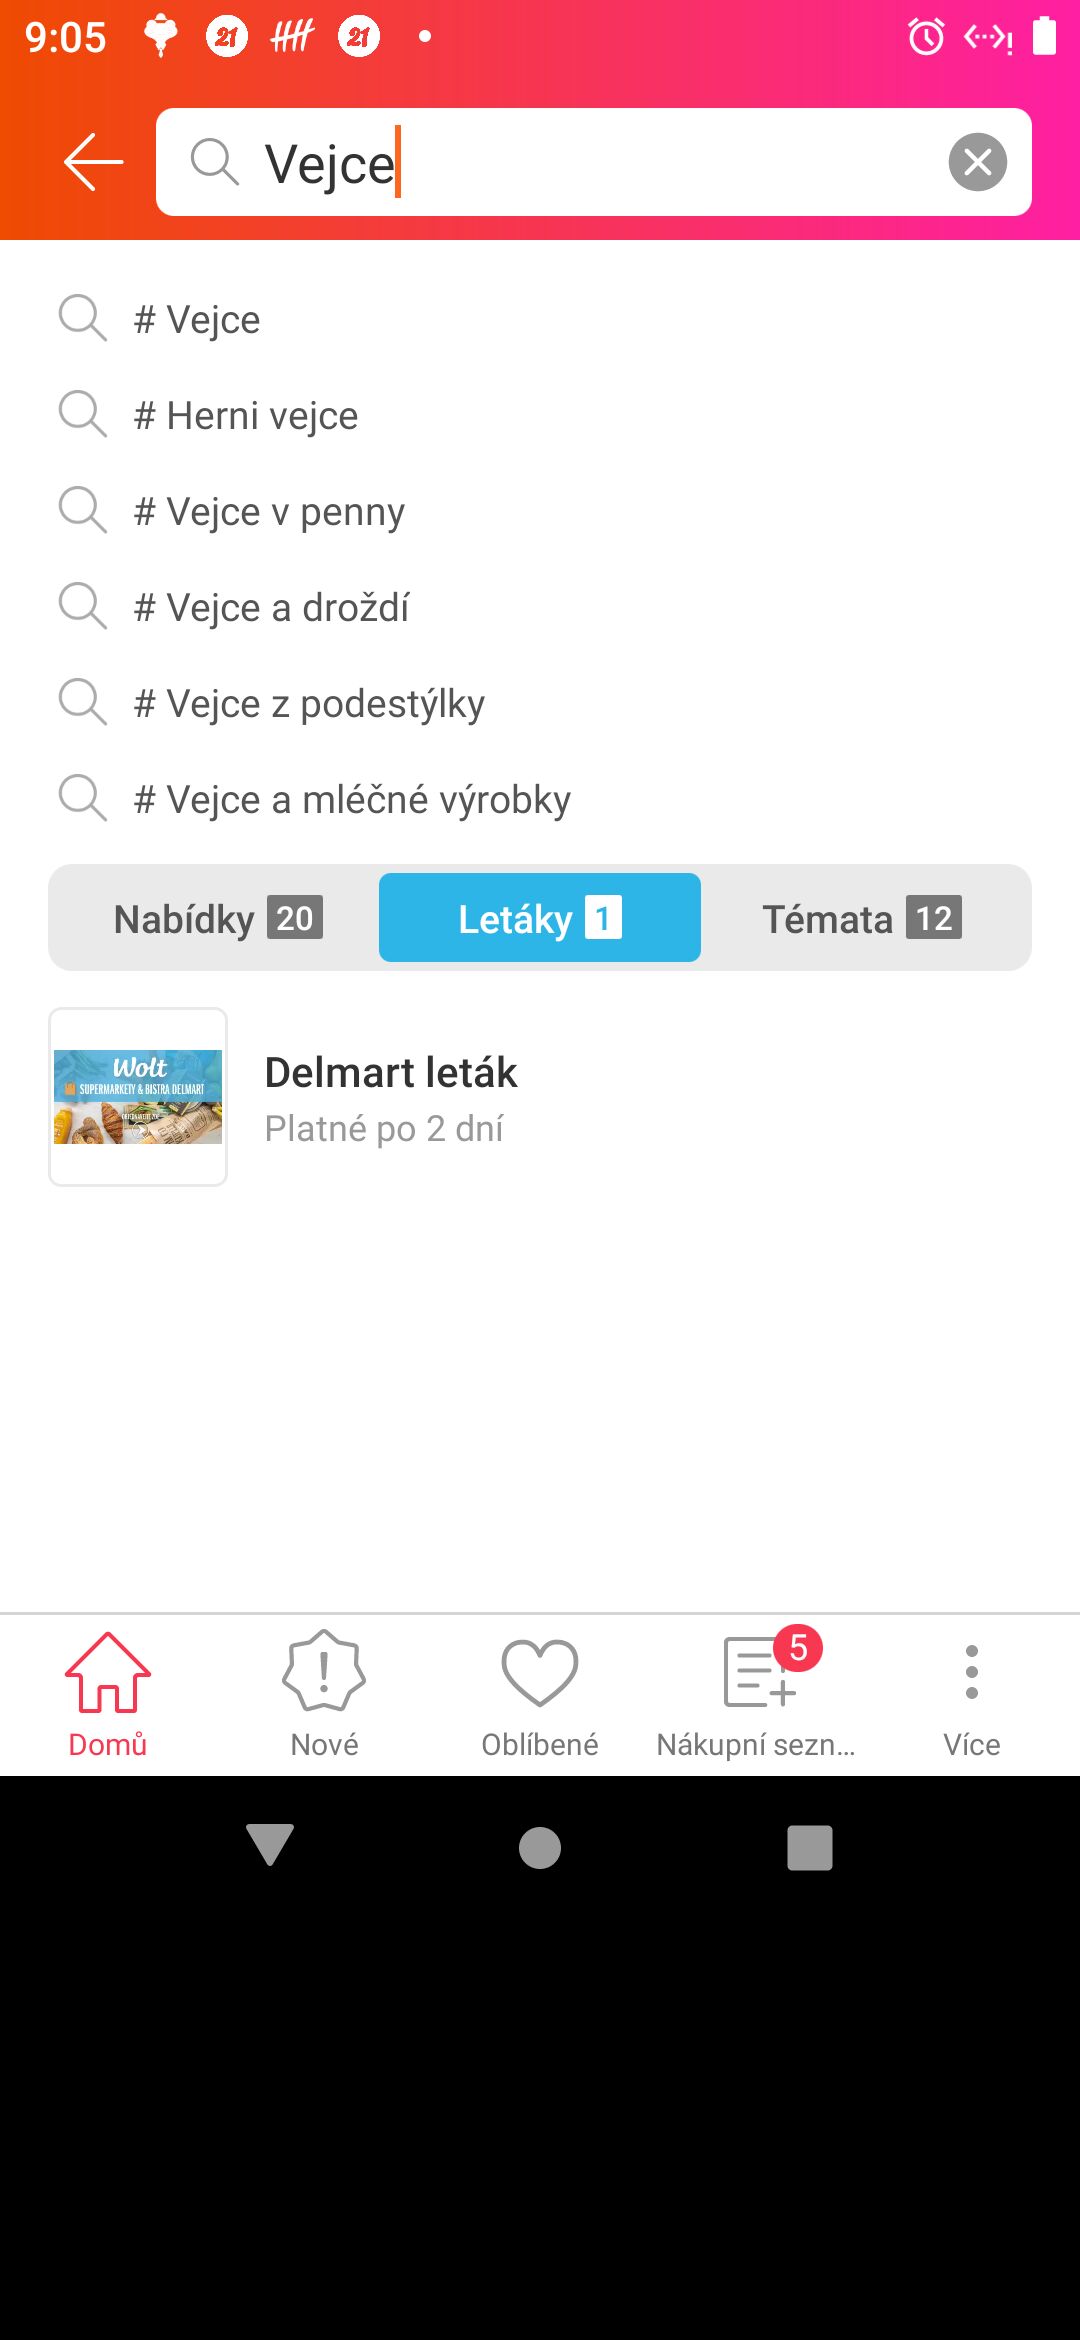 9:05
21
21
Vejce
# Vejce
# Herni vejce
# Vejce v penny
# Vejce a droždí
# Vejce z podestýlky
# Vejce a mléčné výrobky
Nabídky 20
Letáky 1
Témata 12
Wolt
SUPERMARKETY & BISTRA DELMART
Delmart leták
Platné po 2 dní
5
Domů
Nové
Oblíbené
Nákupní sezn...
Více